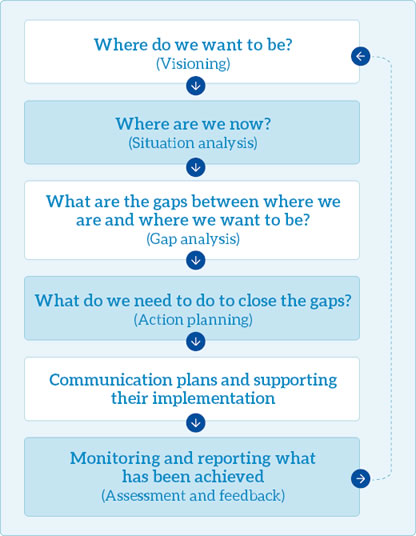 Where do we want to be?
(Visioning)
Where are we now?
(Situation analysis)
What are the gaps between where we
are and where we want to be?
(Gap analysis)
What do we need to do to close the gaps?
(Action planning)
Communication plans and supporting
their implementation
Monitoring and reporting what
has been achieved
(Assessment and feedback)